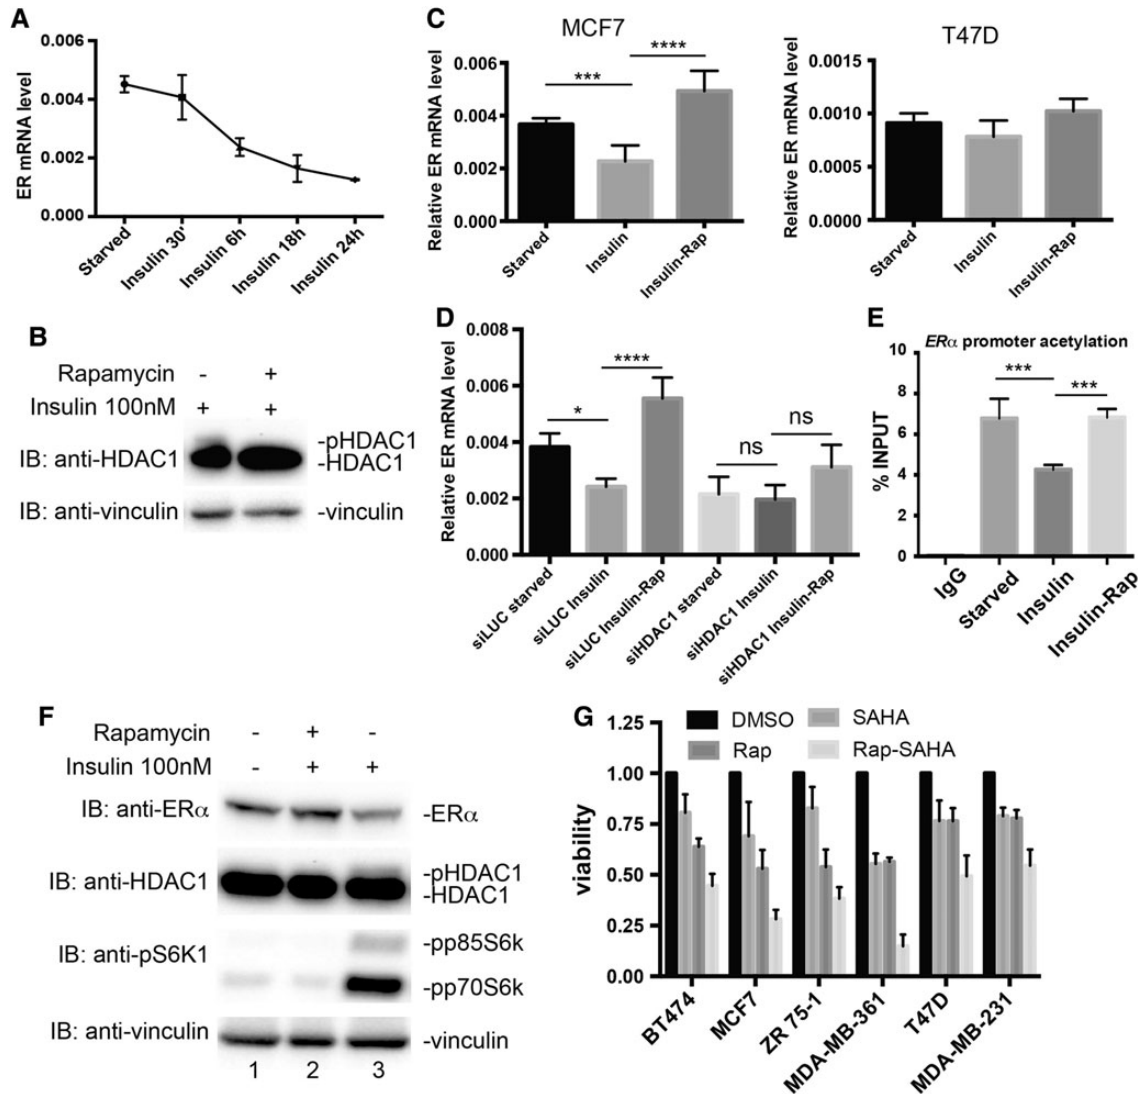 A
0.006
0.004
0.002
0.000
ER mRNA level
Starved
Insulin 30'
Insulin 6h
Insulin 18h
Insulin 24h
B
Rapamycin - +
Insulin 100nM + +
IB: anti-HDAC1
-pHDAC1
-HDAC1
IB: anti-vinculin
-vinculin
C
MCF7
Relative ER mRNA level
0.006
0.004
0.002
0.000
***
****
Starved
Insulin
Insulin-Rap
T47D
Relative ER mRNA level
0.0015
0.0010
0.0005
0.0000
Starved
Insulin
Insulin-Rap
D
Relative ER mRNA level
0.008
0.006
0.004
0.002
0.000
*
****
ns
ns
siLUC starved
siLUC Insulin
siLUC Insulin-Rap
siHDAC1 starved
siHDAC1 Insulin
siHDAC1 Insulin-Rap
E
ERα promoter acetylation
% INPUT
10
8
6
4
2
0
***
***
IgG
Starved
Insulin
Insulin-Rap
F
Rapamycin - + -
Insulin 100nM - + +
IB: anti-ERα
-ERα
IB: anti-HDAC1
-pHDAC1
-HDAC1
IB: anti-pS6K1
-pp85S6k
-pp70S6k
IB: anti-vinculin
-vinculin
1 2 3
G
viability
1.25
1.00
0.75
0.50
0.25
0.00
DMSO
SAHA
Rap
Rap-SAHA
BT474
MCF7
ZR 75-1
MDA-MB-361
T47D
MDA-MB-231